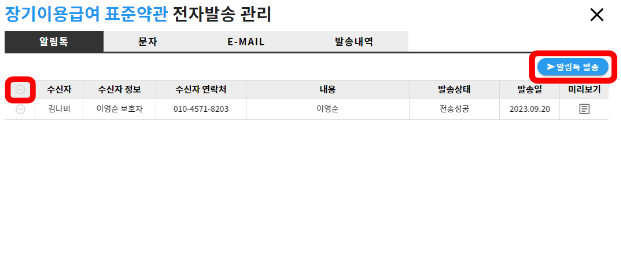 장기이용급여 표준약관 전자발송 관리
알림톡 문자 E-MAIL 발송내역
알림톡 발송
수신자 수신자 정보 수신자 연락처 내용 발송상태 발송일 미리보기
김나비 이영순 보호자 010-4571-8203 이영순 전송성공 2023.09.20